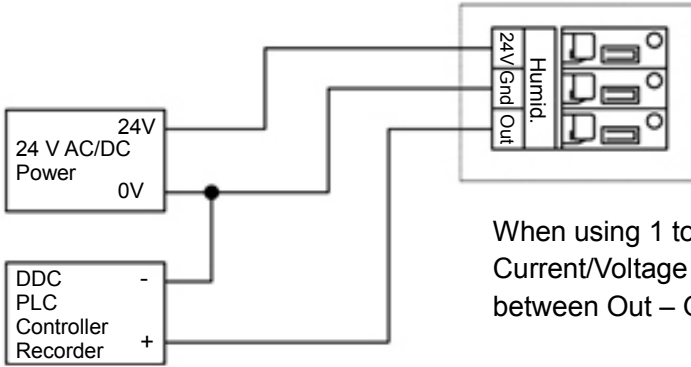 24V
24 V AC/DC
Power
0V
DDC
-
PLC
Controller
Recorder
+
24V
Gnd
Out
Humid.
When using 1 to
Current/Voltage
between Out –